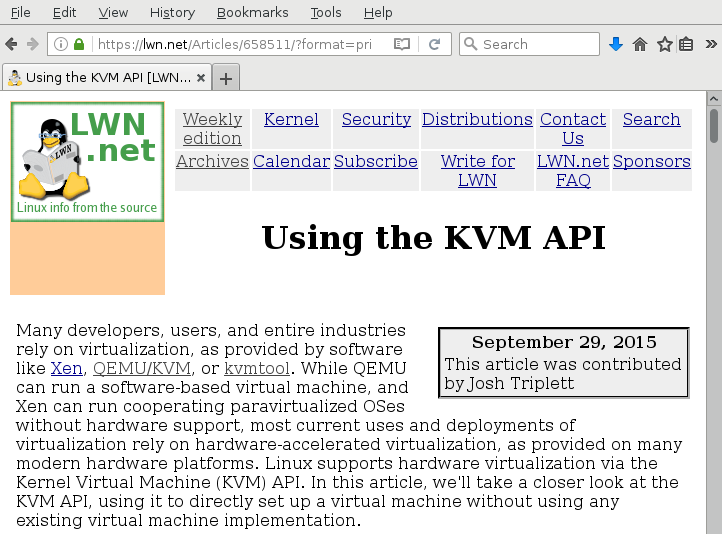 File Edit View History Bookmarks Tools Help
https://lwn.net/Articles/658511/?format=pri
Search
Using the KVM API [LWN...
LWN
.net
LWN
Linux info from the source
Weekly edition
Kernel
Security
Distributions
Contact Us
Search
Archives
Calendar
Subscribe
Write for LWN
LWN.net FAQ
Sponsors
Using the KVM API
September 29, 2015
This article was contributed
by Josh Triplett
Many developers, users, and entire industries
rely on virtualization, as provided by software
like Xen, QEMU/KVM, or kvmtool. While QEMU
can run a software-based virtual machine, and
Xen can run cooperating paravirtualized OSes
without hardware support, most current uses and deployments of
virtualization rely on hardware-accelerated virtualization, as provided on many
modern hardware platforms. Linux supports hardware virtualization via the
Kernel Virtual Machine (KVM) API. In this article, we'll take a closer look at the
KVM API, using it to directly set up a virtual machine without using any
existing virtual machine implementation.